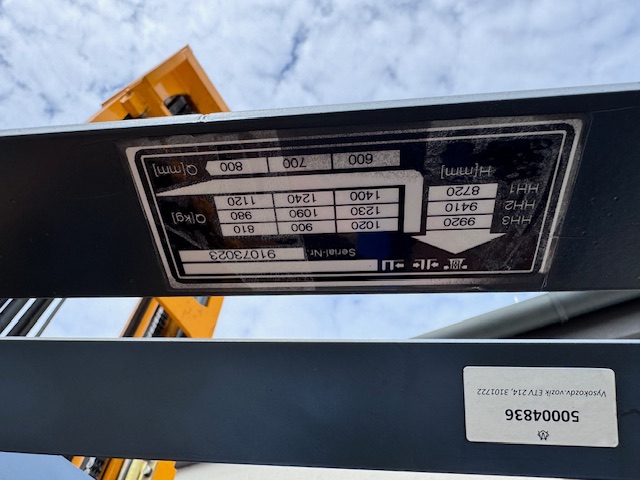 50004836
Vysokozdv.vozík ETV 214, 3101722
Serial-Nr. 91073023
HH3 9920 1020 900 810
HH2 9410 1230 1090 980 Q[kg]
HH1 8720 1400 1240 1120
H[mm] 600 700 800 D[mm]